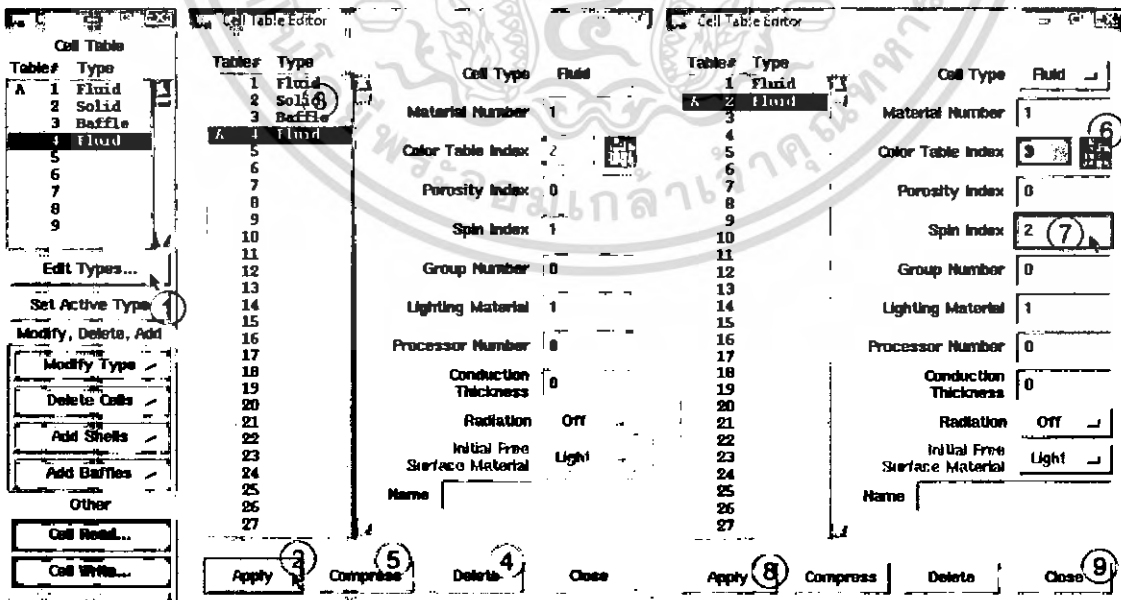 Cell Table
Table# Type
A 1 Fluid
2 Solid
3 Baffle
4 Fluid
5
6
7
8
9
Edit Types...
Set Active Type 1
Modify, Delete, Add
Modify Type
Delete Cells
Add Shells
Add Baffles
Other
Cell Read...
Cell Write...
Cell Table Editor
Table# Type
1 Fluid
2 Solid
3 Baffle
A 4 Fluid
5
6
7
8
9
10
11
12
13
14
15
16
17
18
19
20
21
22
23
24
25
26
27
Cell Type Fluid
Material Number 1
Color Table Index 2
Porosity Index 0
Spin Index 1
Group Number 0
Lighting Material 1
Processor Number 0
Conduction Thickness 0
Radiation Off
Initial Free Surface Material Light
Name
Apply 2 Compress 5 Delete 4 Close
Cell Table Editor
Table# Type
1 Fluid
A 2 Fluid
3
4
5
6
7
8
9
10
11
12
13
14
15
16
17
18
19
20
21
22
23
24
25
26
27
Cell Type Fluid
Material Number 1
6
Color Table Index 3
Porosity Index 0
Spin Index 2 7
Group Number 0
Lighting Material 1
Processor Number 0
Conduction Thickness 0
Radiation Off
Initial Free Surface Material Light
Name
Apply 8 Compress Delete Close 9